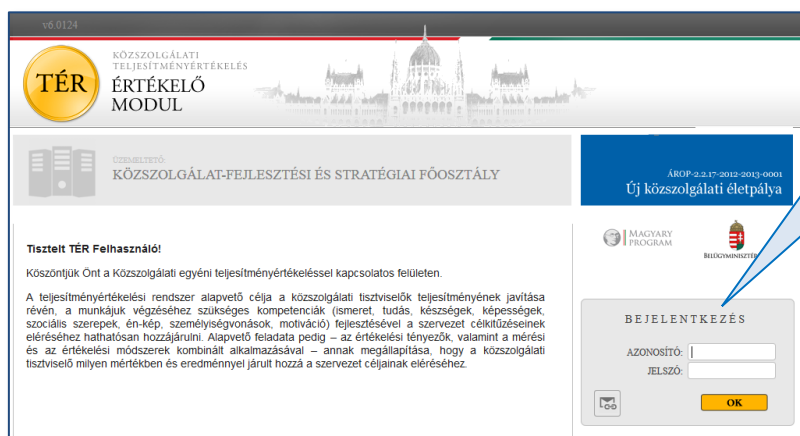 v6.0124
KÖZSZOLGÁLATI
TELJESÍTMÉNYÉRTÉKELÉS
TÉR
ÉRTÉKELŐ
MODUL
ÜZEMELTETŐ:
KÖZSZOLGÁLAT-FEJLESZTÉSI ÉS STRATÉGIAI FŐOSZTÁLY
ÁROP-2.2.17-2012-2013-0001
Új közszolgálati életpálya
MAGYARY
PROGRAM
Tisztelt TÉR Felhasználó!
Köszöntjük Önt a Közszolgálati egyéni teljesítményértékeléssel kapcsolatos felületen.
A teljesítményértékelési rendszer alapvető célja a közszolgálati tisztviselők teljesítményének javítása
révén, a munkájuk végzéséhez szükséges kompetenciák (ismeret, tudás, készségek, képességek,
szociális szerepek, én-kép, személyiségvonások, motiváció) fejlesztésével a szervezet célkitűzéseinek
eléréséhez hathatósan hozzájárulni. Alapvető feladata pedig – az értékelési tényezők, valamint a mérési
és az értékelési módszerek kombinált alkalmazásával – annak megállapítása, hogy a közszolgálati
tisztviselő milyen mértékben és eredménnyel járult hozzá a szervezet céljainak eléréséhez.
BEJELENTKEZÉS
AZONOSÍTÓ:
JELSZÓ:
OK